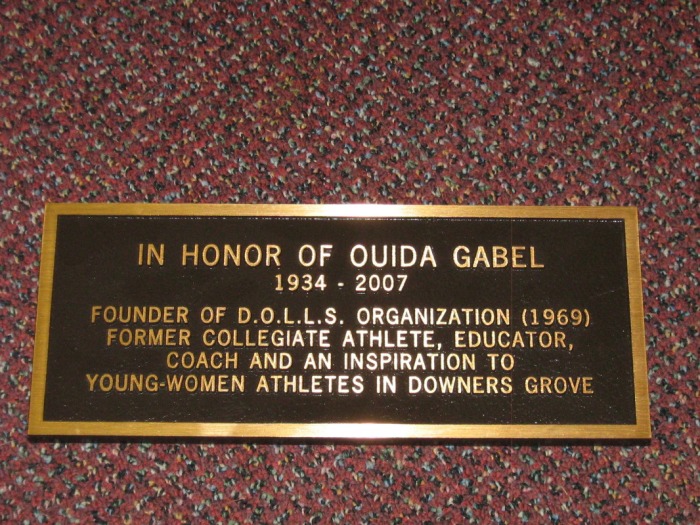 IN HONOR OF OUIDA GABEL
1934 - 2007
FOUNDER OF D.O.L.L.S. ORGANIZATION (1969)
FORMER COLLEGIATE ATHLETE, EDUCATOR,
COACH AND AN INSPIRATION TO
YOUNG-WOMEN ATHLETES IN DOWNERS GROVE